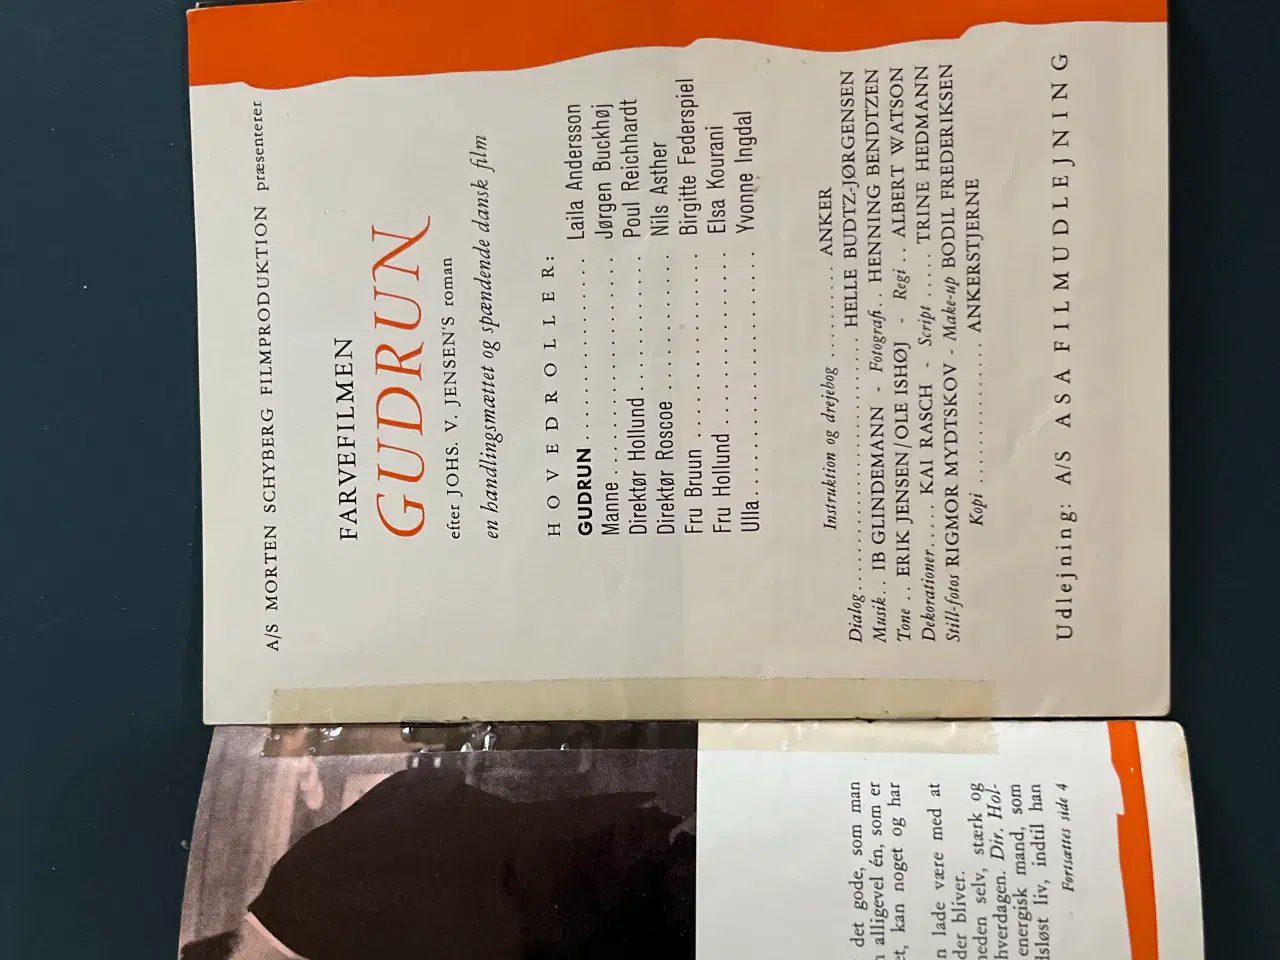 A/S MORTEN SCHYBERG FILMPRODUKTION præsenterer
FARVEFILMEN
GUDRUN
efter JOHS. V. JENSEN'S roman
en handlingsmættet og spændende dansk film
HOVEDROLLER:
GUDRUN .................... Laila Andersson
Manne .................... Jørgen Buckhøj
Direktør Hollund ............ Poul Reichhardt
Direktør Roscoe ............ Nils Asther
Fru Bruun .................. Birgitte Federspiel
Fru Hollund ................ Elsa Kourani
Ulla ...................... Yvonne Ingdal
Instruktion og drejebog ......... ANKER
Dialog .............................. HELLE BUDTZ-JØRGENSEN
Musik .. IB GLINDEMANN - Fotografi .. HENNING BENDTZEN
Tone .. ERIK JENSEN/OLE ISHØJ - Regi ... ALBERT WATSON
Dekorationer ..... KAI RASCH - Script ..... TRINE HEDMANN
Still-fotos RIGMOR MYDTSKOV - Make-up BODIL FREDERIKSEN
Kopi .................. ANKERSTJERNE
Udlejning: A/S ASA FILMUDLEJNING
det gode, som man
alligevel én, som er
kan noget og har
lade være med at
der bliver.
selv, stærk og
hverdagen. Dir. Hol-
energisk mand, som
liv, indtil han
Fortsættes side 4